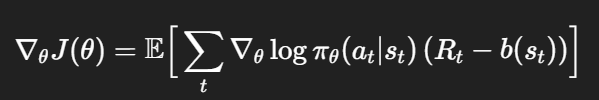 ∇θJ(θ) = 𝔼[∑t ∇θ log πθ(at|st) (Rt − b(st))]